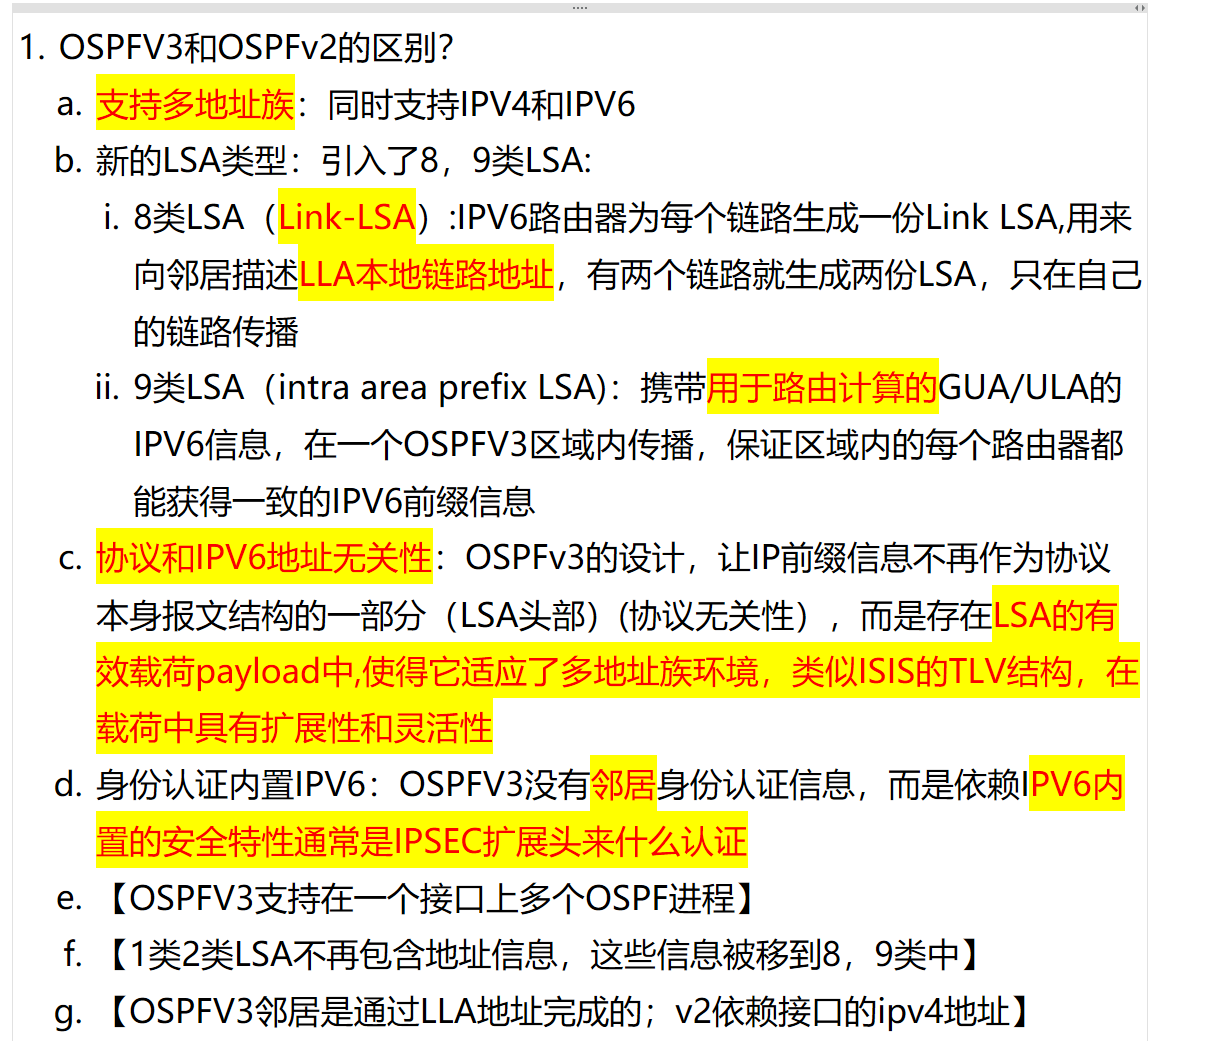 1. OSPFV3和OSPFv2的区别？
a. 支持多地址族：同时支持IPV4和IPV6
b. 新的LSA类型：引入了8，9类LSA:
i. 8类LSA（Link-LSA）:IPV6路由器为每个链路生成一份Link LSA,用来
向邻居描述LLA本地链路地址，有两个链路就生成两份LSA，只在自己
的链路传播
ii. 9类LSA（intra area prefix LSA)：携带用于路由计算的GUA/ULA的
IPV6信息，在一个OSPFV3区域内传播，保证区域内的每个路由器都
能获得一致的IPV6前缀信息
c. 协议和IPV6地址无关性：OSPFv3的设计，让IP前缀信息不再作为协议
本身报文结构的一部分（LSA头部）(协议无关性），而是存在LSA的有
效载荷payload中,使得它适应了多地址族环境，类似ISIS的TLV结构，在
载荷中具有扩展性和灵活性
d. 身份认证内置IPV6：OSPFV3没有邻居身份认证信息，而是依赖IPV6内
置的安全特性通常是IPSEC扩展头来什么认证
e. 【OSPFV3支持在一个接口上多个OSPF进程】
f. 【1类2类LSA不再包含地址信息，这些信息被移到8，9类中】
g. 【OSPFV3邻居是通过LLA地址完成的；v2依赖接口的ipv4地址】